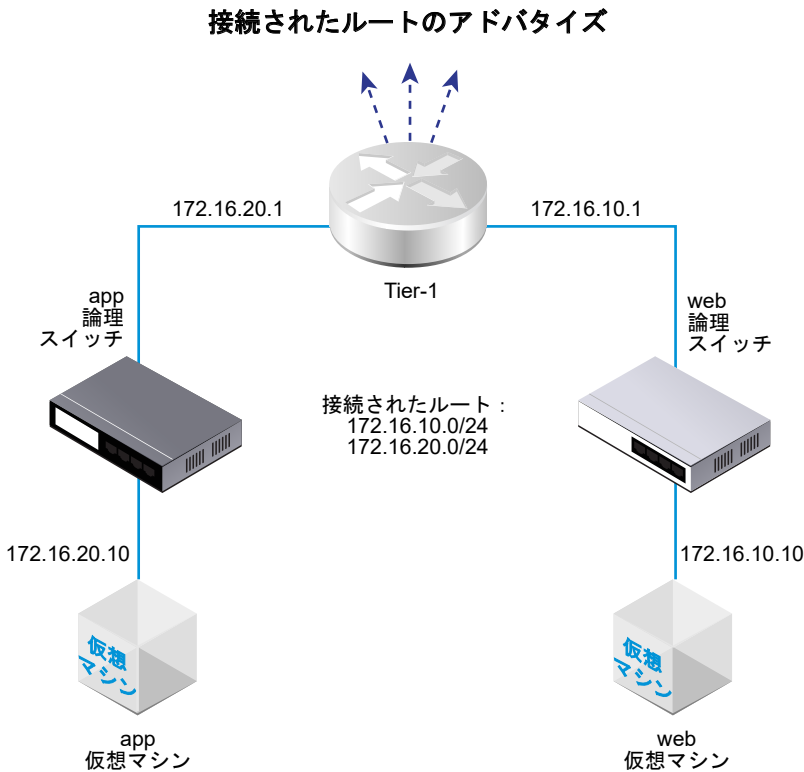 接続されたルートのアドバタイズ
172.16.20.1
172.16.10.1
Tier-1
app
論理
スイッチ
web
論理
スイッチ
接続されたルート：
172.16.10.0/24
172.16.20.0/24
172.16.20.10
172.16.10.10
仮想
マシン
仮想
マシン
app
仮想マシン
web
仮想マシン